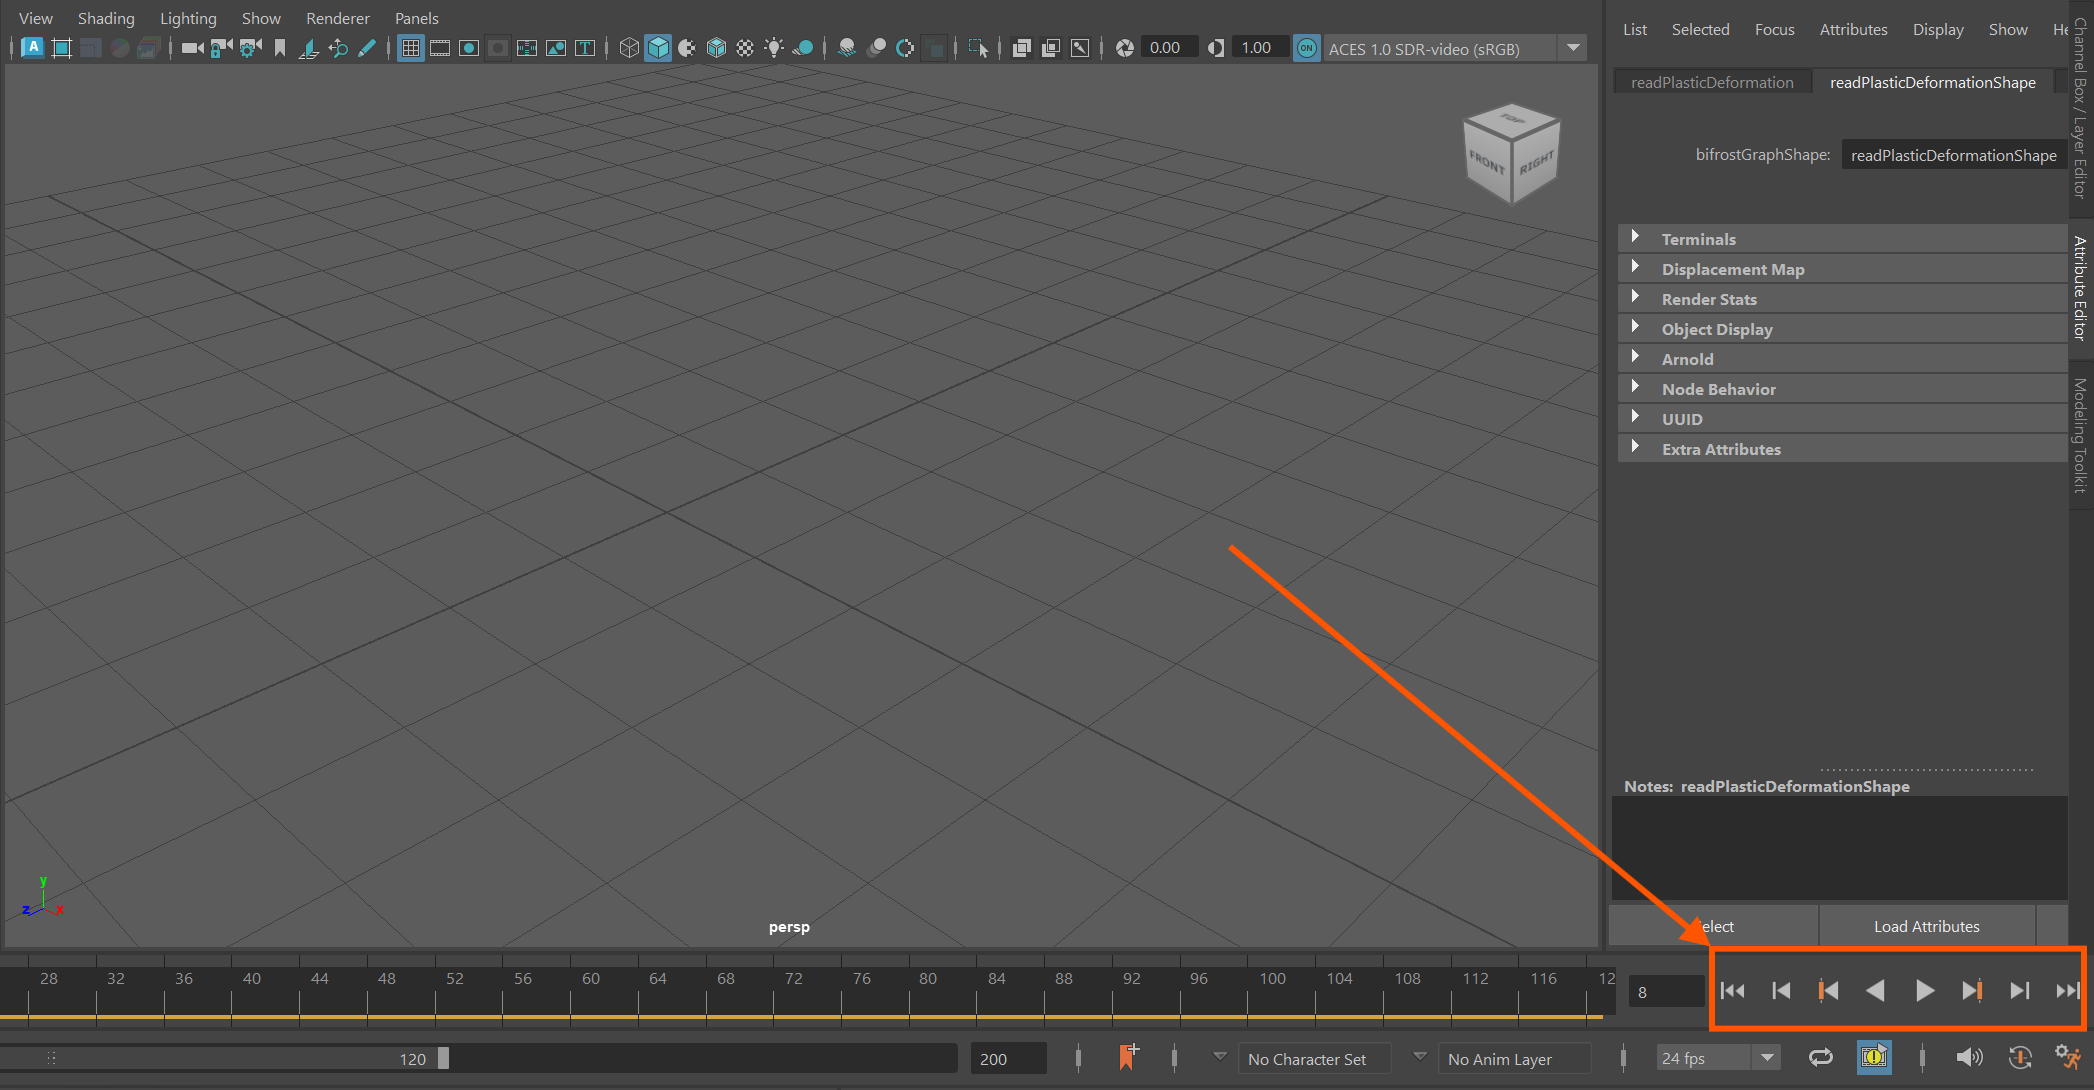 View Shading Lighting Show Renderer Panels
A T 0.00 1.00 ON ACES 1.0 SDR-video (sRGB)
List Selected Focus Attributes Display Show He
readPlasticDeformation readPlasticDeformationShape
bifrostGraphShape: readPlasticDeformationShape
TOP
FRONT RIGHT
Terminals
Displacement Map
Render Stats
Object Display
Arnold
Node Behavior
UUID
Extra Attributes
Channel Box / Layer Editor
Attribute Editor
Modeling Toolkit
Notes: readPlasticDeformationShape
elect Load Attributes
y
z x
persp
28 32 36 40 44 48 52 56 60 64 68 72 76 80 84 88 92 96 100 104 108 112 116 12
8
120 200 No Character Set No Anim Layer 24 fps